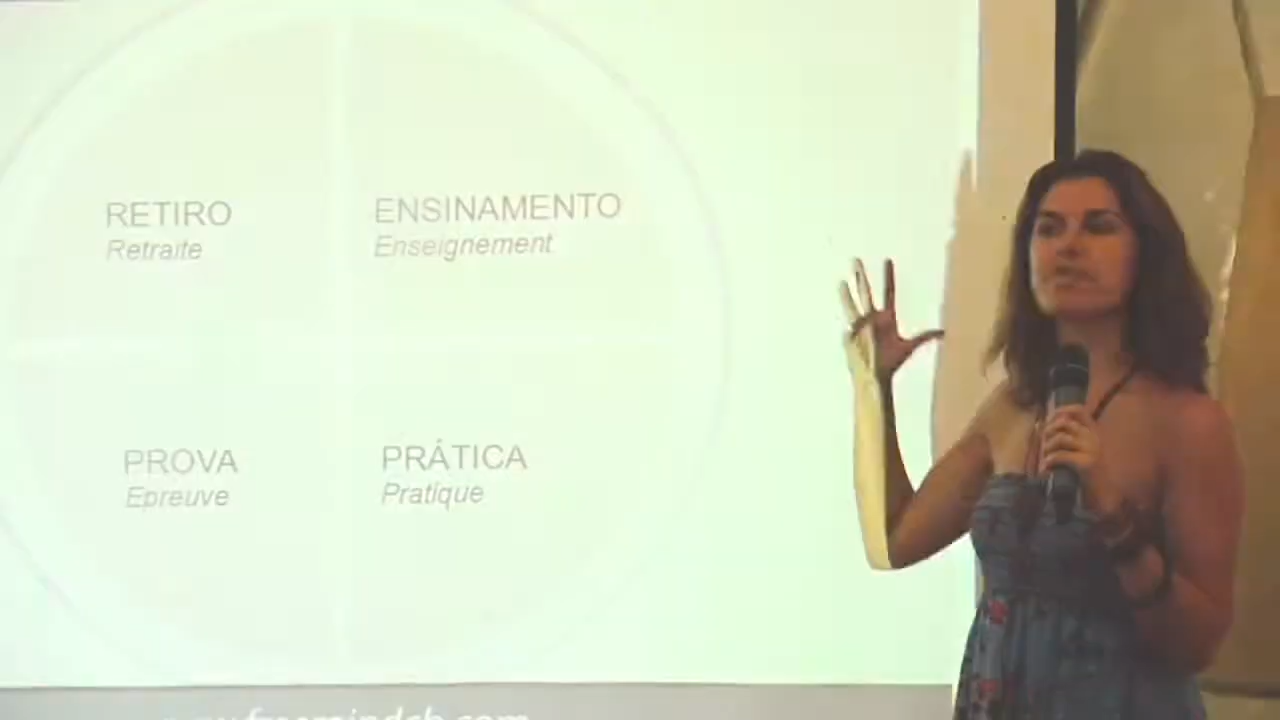 RETIRO
Retraite
ENSINAMENTO
Enseignement
PROVA
Epreuve
PRÁTICA
Pratique